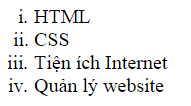 i. HTML
ii. CSS
iii. Tiện ích Internet
iv. Quản lý website